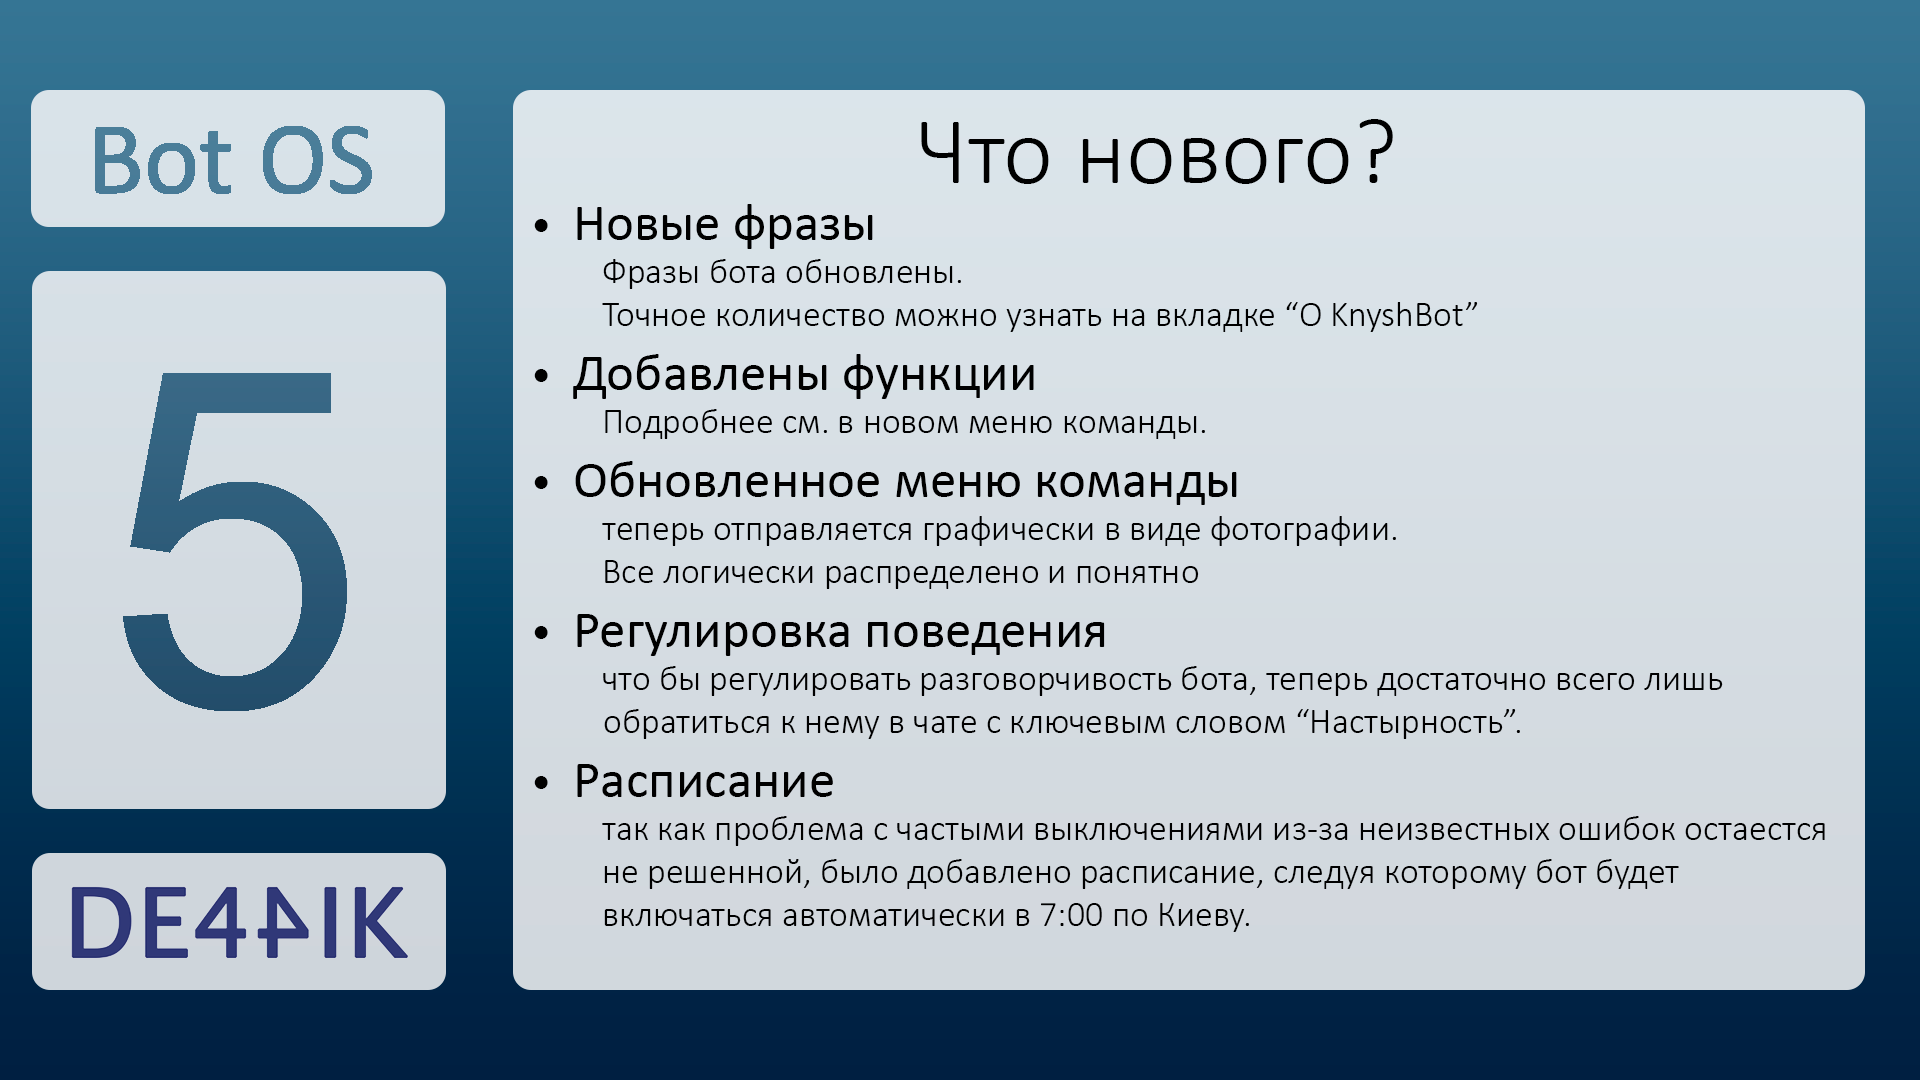 Bot OS
5
DE44IK
Что нового?
• Новые фразы
Фразы бота обновлены.
Точное количество можно узнать на вкладке “О KnyshBot”
• Добавлены функции
Подробнее см. в новом меню команды.
• Обновленное меню команды
теперь отправляется графически в виде фотографии.
Все логически распределено и понятно
• Регулировка поведения
что бы регулировать разговорчивость бота, теперь достаточно всего лишь
обратиться к нему в чате с ключевым словом “Настырность”.
• Расписание
так как проблема с частыми выключениями из-за неизвестных ошибок остаестся
не решенной, было добавлено расписание, следуя которому бот будет
включаться автоматически в 7:00 по Киеву.